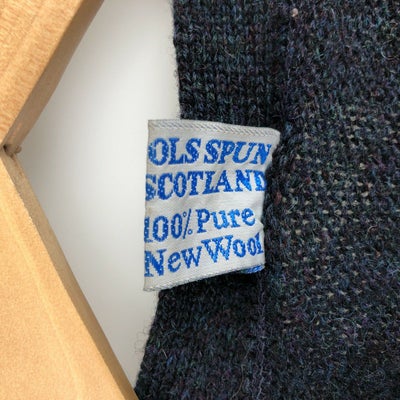 OLS SPUN
SCOTLAND
100% Pure
New Wool